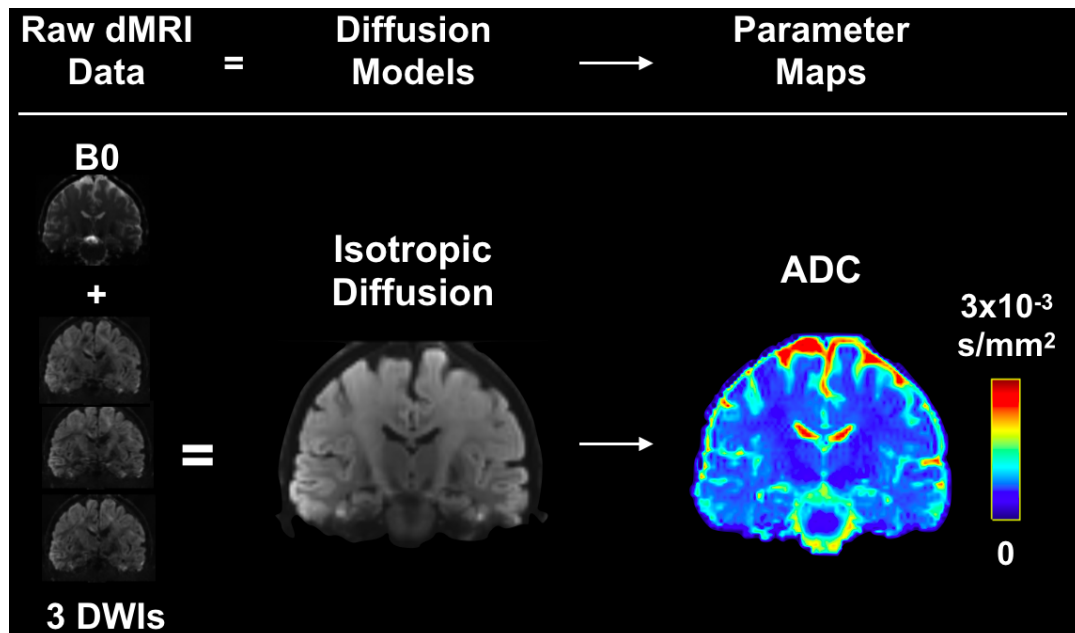 Raw dMRI
Data
=
Diffusion
Models
Parameter
Maps
B0
+
3 DWIs
=
Isotropic
Diffusion
ADC
3x10⁻³
s/mm²
0